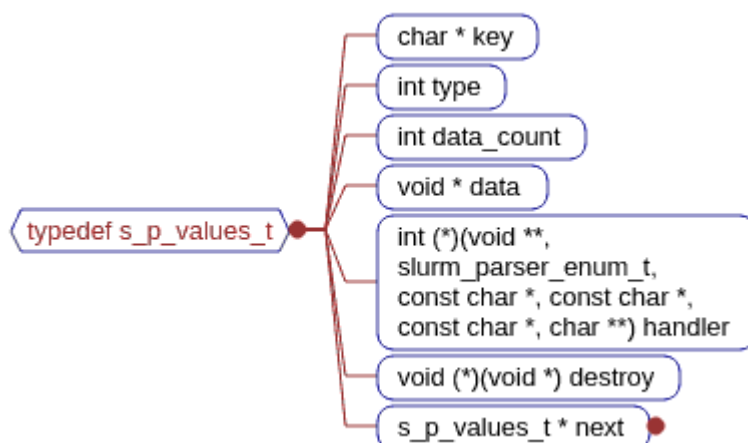 char * key
int type
int data_count
void * data
typedef s_p_values_t
int (*)(void **,
slurm_parser_enum_t,
const char *, const char *,
const char *, char **) handler
void (*)(void *) destroy
s_p_values_t * next